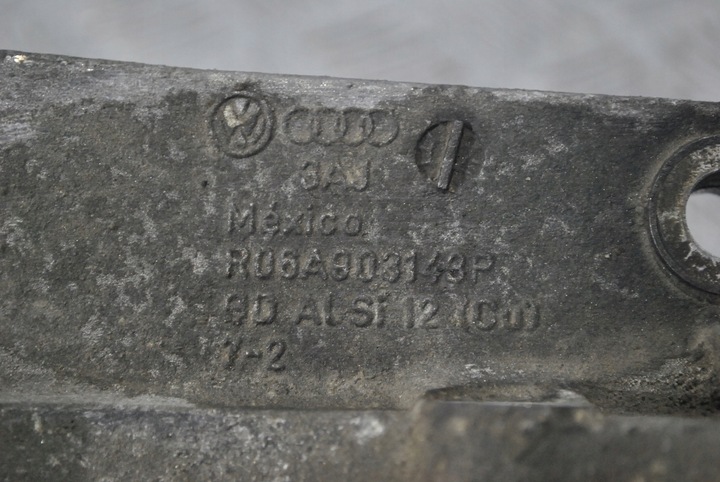 3AJ
México
R06A903143P
GD AlSi 12 (Cu)
7-2